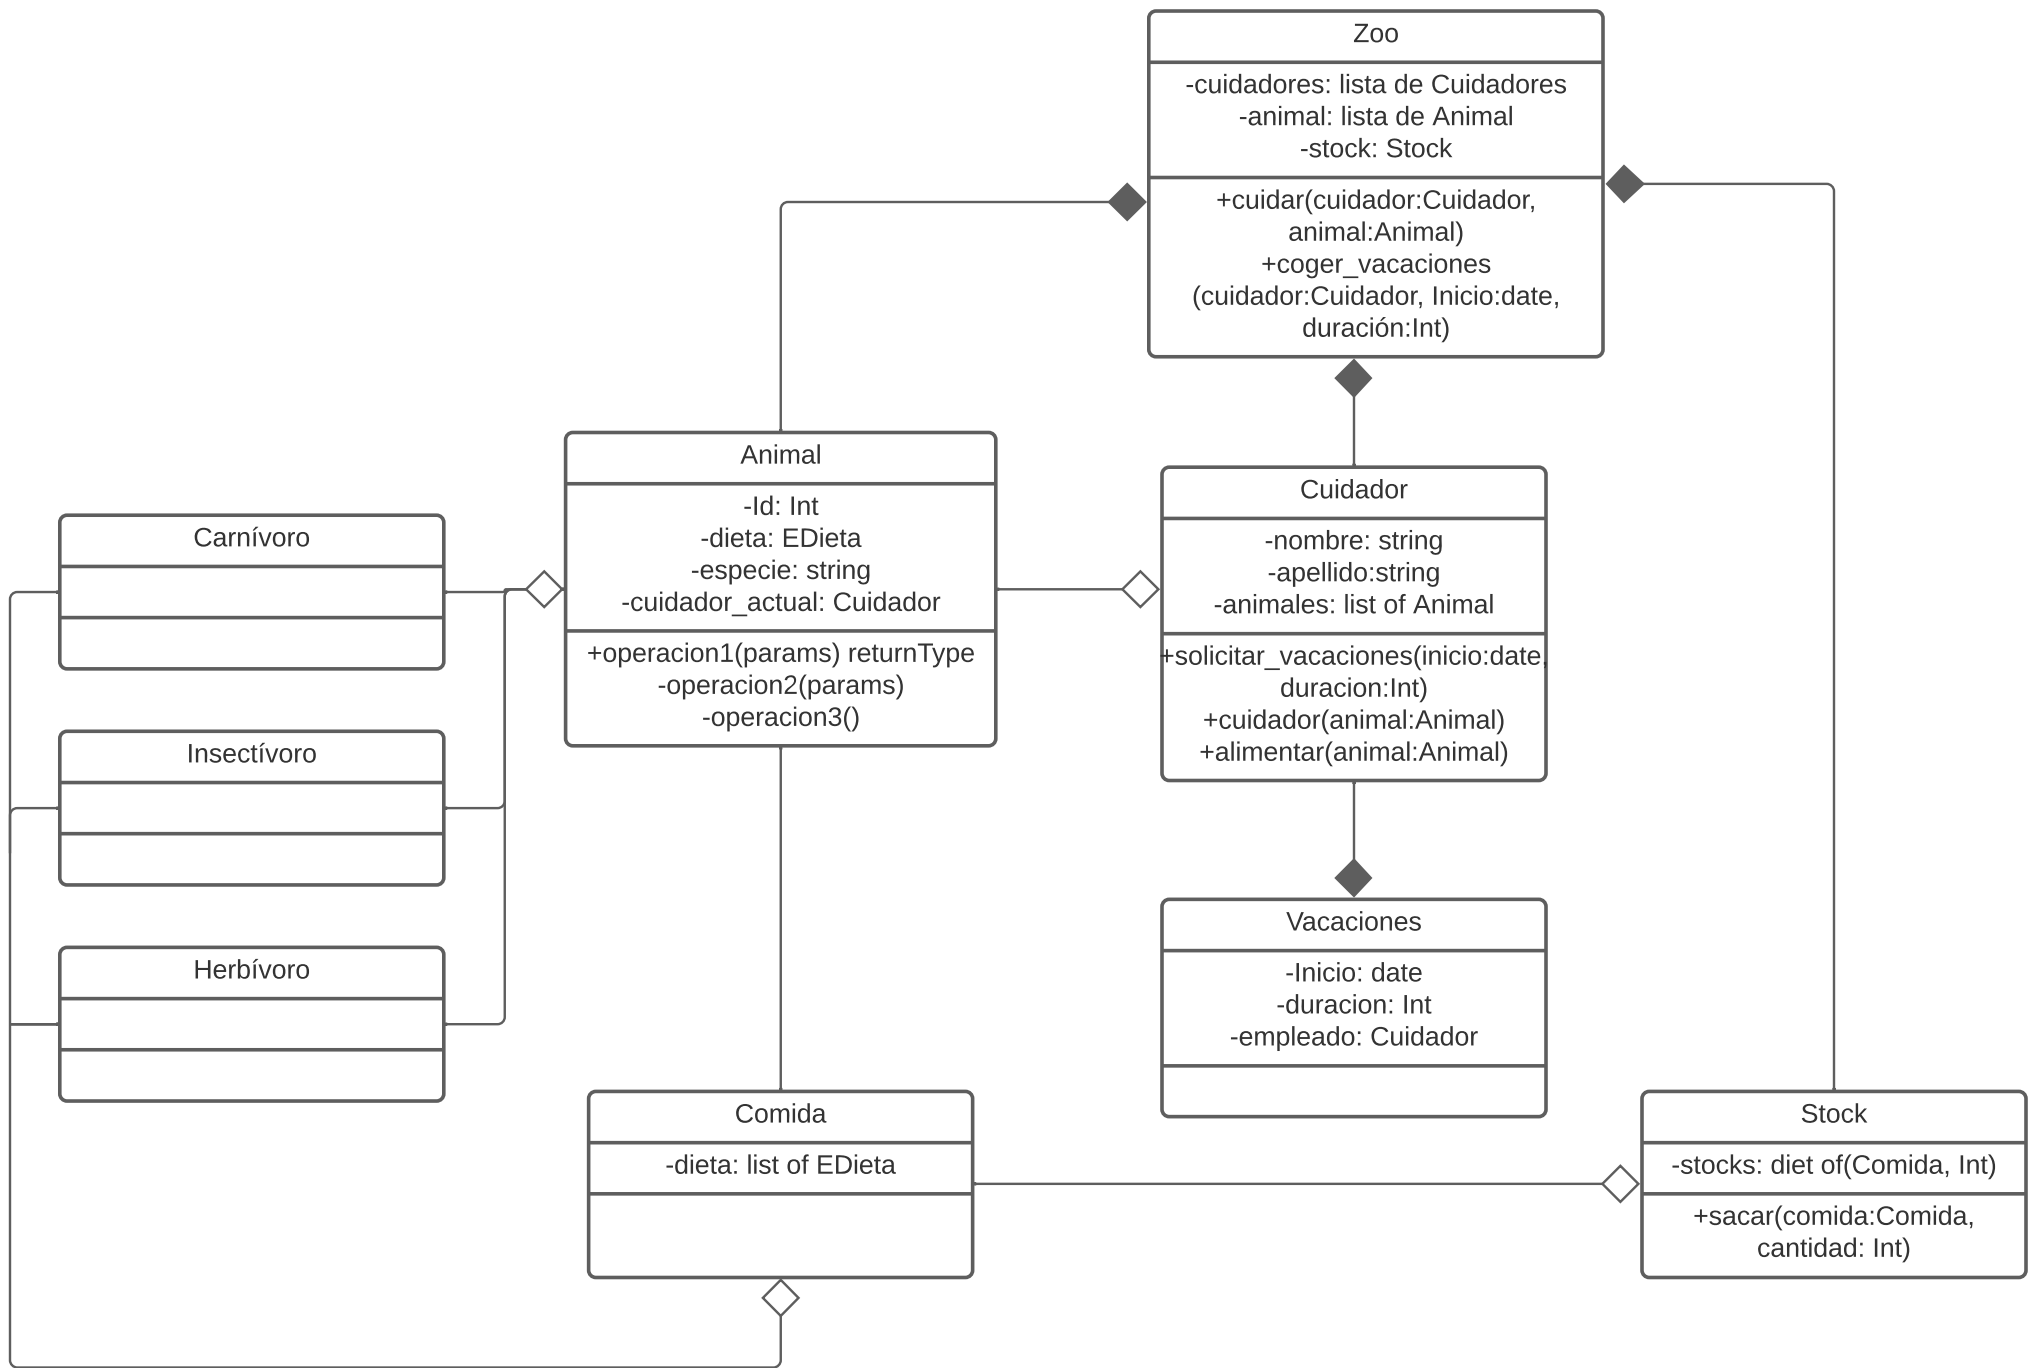 Zoo
-cuidadores: lista de Cuidadores
-animal: lista de Animal
-stock: Stock
+cuidar(cuidador:Cuidador,
animal:Animal)
+coger_vacaciones
(cuidador:Cuidador, Inicio:date,
duración:Int)
Animal
-Id: Int
-dieta: EDieta
-especie: string
-cuidador_actual: Cuidador
+operacion1(params) returnType
-operacion2(params)
-operacion3()
Cuidador
-nombre: string
-apellido:string
-animales: list of Animal
+solicitar_vacaciones(inicio:date,
duracion:Int)
+cuidador(animal:Animal)
+alimentar(animal:Animal)
Carnívoro
Insectívoro
Herbívoro
Vacaciones
-Inicio: date
-duracion: Int
-empleado: Cuidador
Comida
-dieta: list of EDieta
Stock
-stocks: diet of(Comida, Int)
+sacar(comida:Comida,
cantidad: Int)